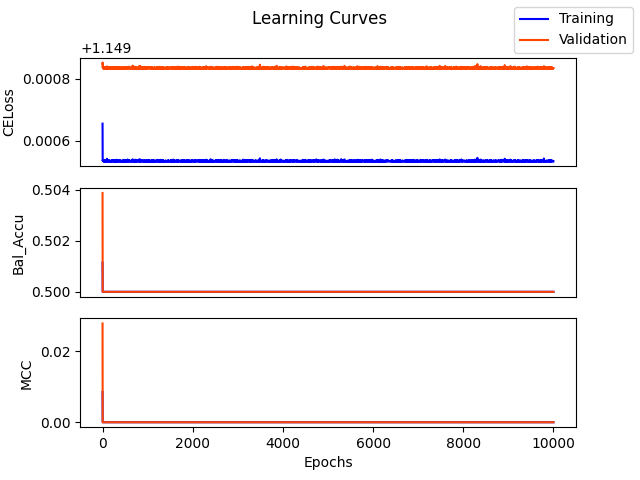 Learning Curves
Training
Validation
+1.149
0.0008
0.0006
CELoss
0.504
0.502
0.500
Bal_Accu
0.02
0.00
MCC
0 2000 4000 6000 8000 10000
Epochs